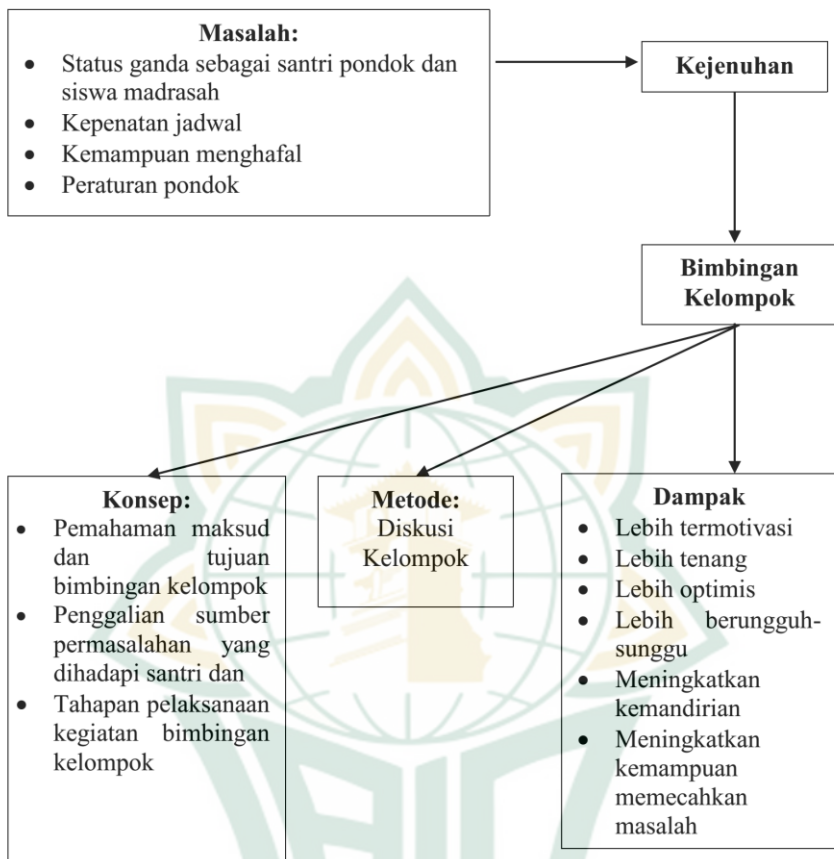 Masalah:
• Status ganda sebagai santri pondok dan
siswa madrasah
• Kepenatan jadwal
• Kemampuan menghafal
• Peraturan pondok
Kejenuhan
Bimbingan
Kelompok
Konsep:
• Pemahaman maksud
dan tujuan
bimbingan kelompok
• Penggalian sumber
permasalahan yang
dihadapi santri dan
• Tahapan pelaksanaan
kegiatan bimbingan
kelompok
Metode:
Diskusi
Kelompok
Dampak
• Lebih termotivasi
• Lebih tenang
• Lebih optimis
• Lebih berungguh-
sunggu
• Meningkatkan
kemandirian
• Meningkatkan
kemampuan
memecahkan
masalah